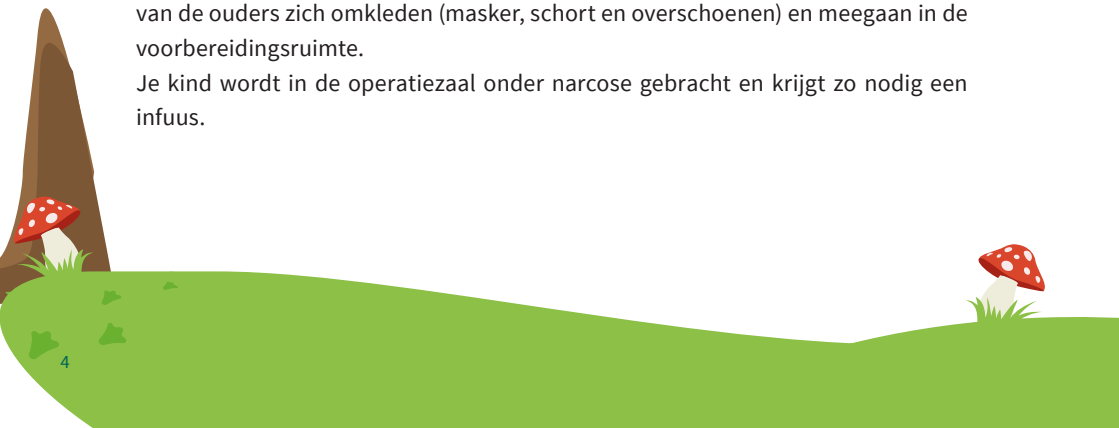 van de ouders zich omkleden (masker, schort en overschoenen) en meegaan in de
voorbereidingsruimte.
Je kind wordt in de operatiezaal onder narcose gebracht en krijgt zo nodig een
infuus.
4